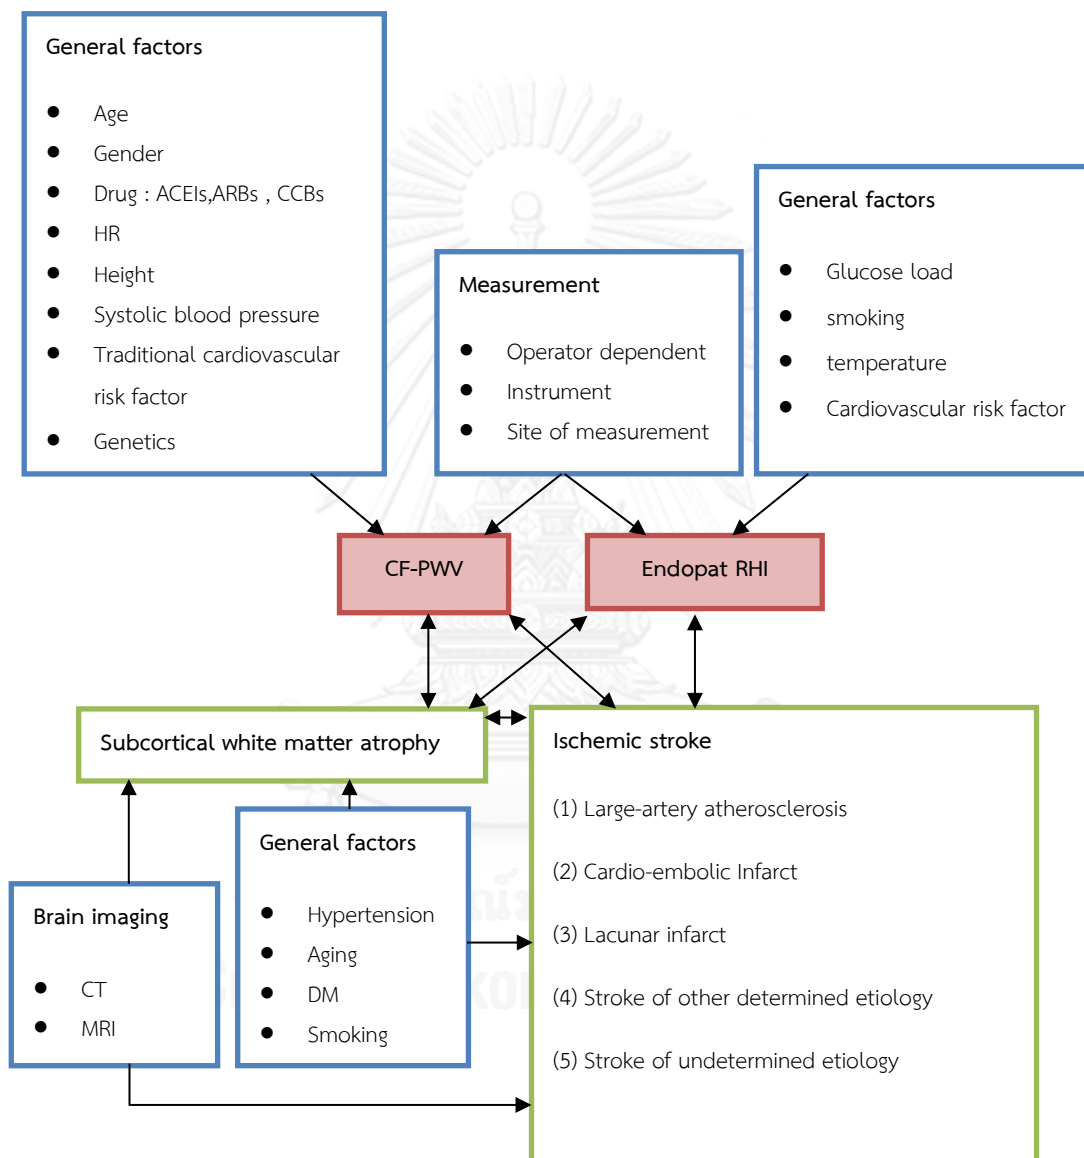 General factors
● Age
● Gender
● Drug : ACEIs,ARBs , CCBs
● HR
● Height
● Systolic blood pressure
● Traditional cardiovascular
risk factor
● Genetics
Measurement
● Operator dependent
● Instrument
● Site of measurement
General factors
● Glucose load
● smoking
● temperature
● Cardiovascular risk factor
CF-PWV
Endopat RHI
Subcortical white matter atrophy
Ischemic stroke
(1) Large-artery atherosclerosis
(2) Cardio-embolic Infarct
(3) Lacunar infarct
(4) Stroke of other determined etiology
(5) Stroke of undetermined etiology
General factors
● Hypertension
● Aging
● DM
● Smoking
Brain imaging
● CT
● MRI